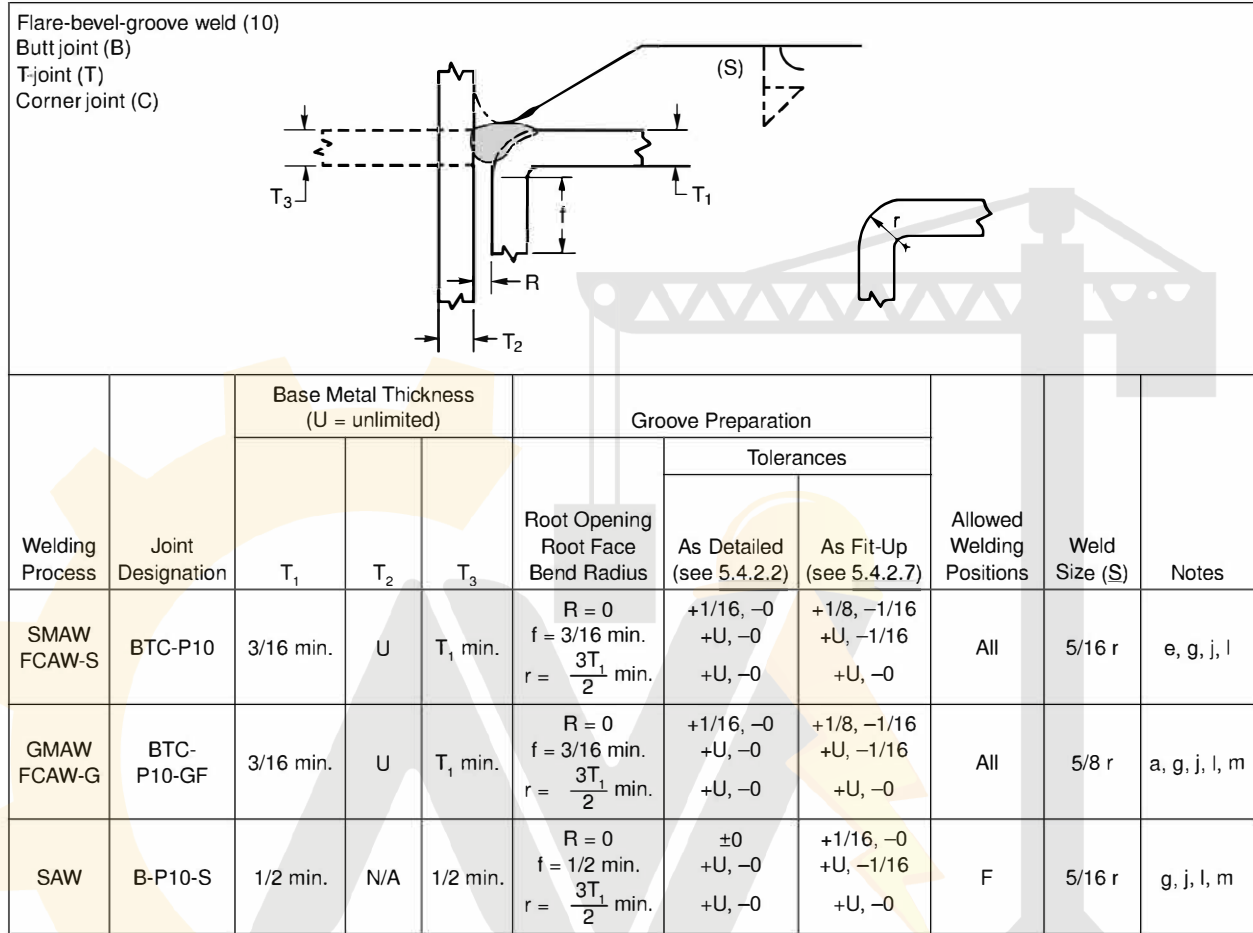 Flare-bevel-groove weld (10)
Butt joint (B)
T-joint (T)
Corner joint (C)
(S)
T3
T1
f
R
T2
r
Base Metal Thickness
(U = unlimited)
Groove Preparation
Tolerances
Welding Process
Joint Designation
T1
T2
T3
Root Opening
Root Face
Bend Radius
As Detailed
(see 5.4.2.2)
As Fit-Up
(see 5.4.2.7)
Allowed Welding Positions
Weld Size (S)
Notes
SMAW
FCAW-S
BTC-P10
3/16 min.
U
T1 min.
R = 0
f = 3/16 min.
r = 3T1/2 min.
+1/16, –0
+U, –0
+U, –0
+1/8, –1/16
+U, –1/16
+U, –0
All
5/16 r
e, g, j, l
GMAW
FCAW-G
BTC-
P10-GF
3/16 min.
U
T1 min.
R = 0
f = 3/16 min.
r = 3T1/2 min.
+1/16, –0
+U, –0
+U, –0
+1/8, –1/16
+U, –1/16
+U, –0
All
5/8 r
a, g, j, l, m
SAW
B-P10-S
1/2 min.
N/A
1/2 min.
R = 0
f = 1/2 min.
r = 3T1/2 min.
±0
+U, –0
+U, –0
+1/16, –0
+U, –1/16
+U, –0
F
5/16 r
g, j, l, m